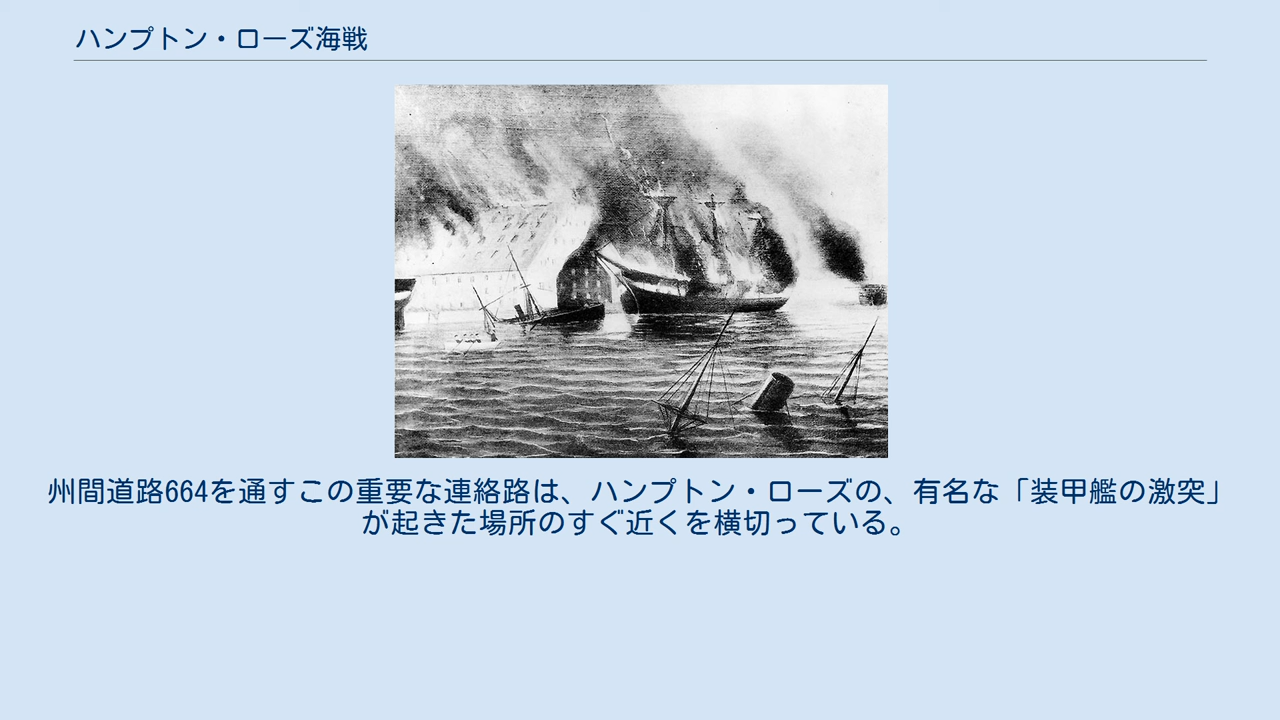 ハンプトン・ローズ海戦
州間道路664を通すこの重要な連絡路は、ハンプトン・ローズの、有名な「装甲艦の激突」
が起きた場所のすぐ近くを横切っている。